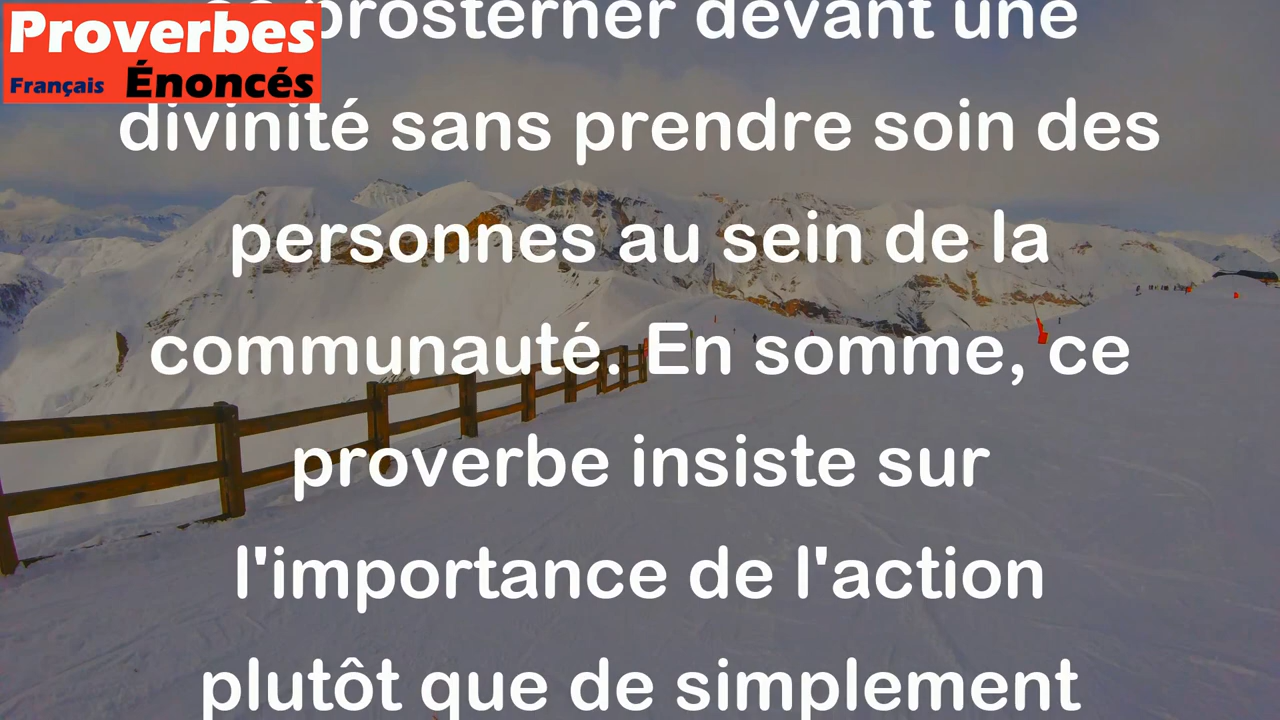 Proverbes
Français Énoncés
prosterner devant une
divinité sans prendre soin des
personnes au sein de la
communauté. En somme, ce
proverbe insiste sur
l'importance de l'action
plutôt que de simplement